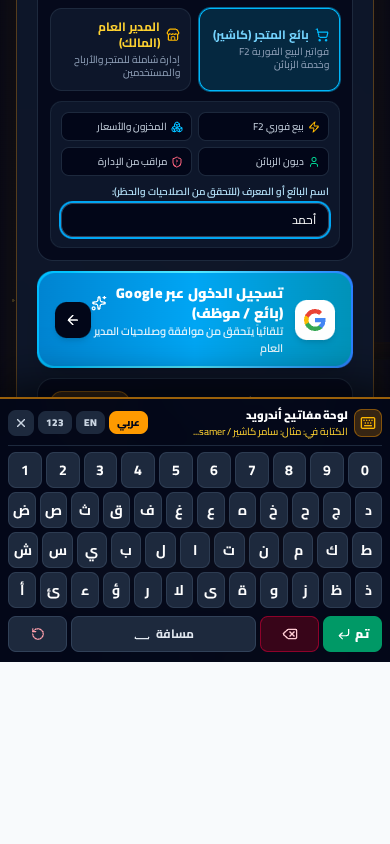 بائع المتجر (كاشير)
فواتير البيع الفورية F2
وخدمة الزبائن
المدير العام
(المالك)
إدارة شاملة للمتجر والأرباح
والمستخدمين
بيع فوري F2
المخزون والأسعار
ديون الزبائن
مراقب من الإدارة
اسم البائع أو المعرف (للتحقق من الصلاحيات والحظر):
أحمد
تسجيل الدخول عبر Google
(بائع / موظف)
تلقائياً يتحقق من موافقة وصلاحيات المدير
العام
لوحة مفاتيح أندرويد
الكتابة في: مثال: سامر كاشير / samer...
عربي
EN
123
1 2 3 4 5 6 7 8 9 0
د ج ح خ ه ع غ ف ق ث ص ض
ط ك م ن ت ا ل ب ي س ش
ذ ظ ز و ة ى لا ر ؤ ء ئ أ
تم
مسافة